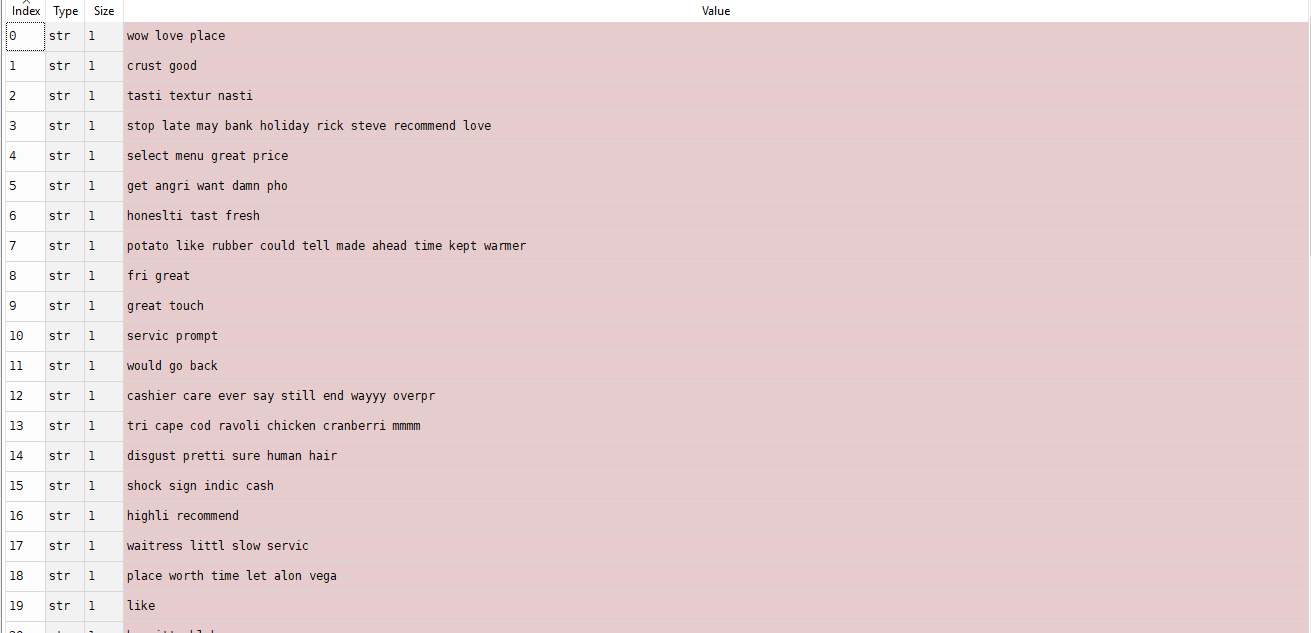 Index Type Size Value
0 str 1 wow love place
1 str 1 crust good
2 str 1 tasti textur nasti
3 str 1 stop late may bank holiday rick steve recommend love
4 str 1 select menu great price
5 str 1 get angri want damn pho
6 str 1 honeslti tast fresh
7 str 1 potato like rubber could tell made ahead time kept warmer
8 str 1 fri great
9 str 1 great touch
10 str 1 servic prompt
11 str 1 would go back
12 str 1 cashier care ever say still end wayyy overpr
13 str 1 tri cape cod ravoli chicken cranberri mmmm
14 str 1 disgust pretti sure human hair
15 str 1 shock sign indic cash
16 str 1 highli recommend
17 str 1 waitress littl slow servic
18 str 1 place worth time let alon vega
19 str 1 like